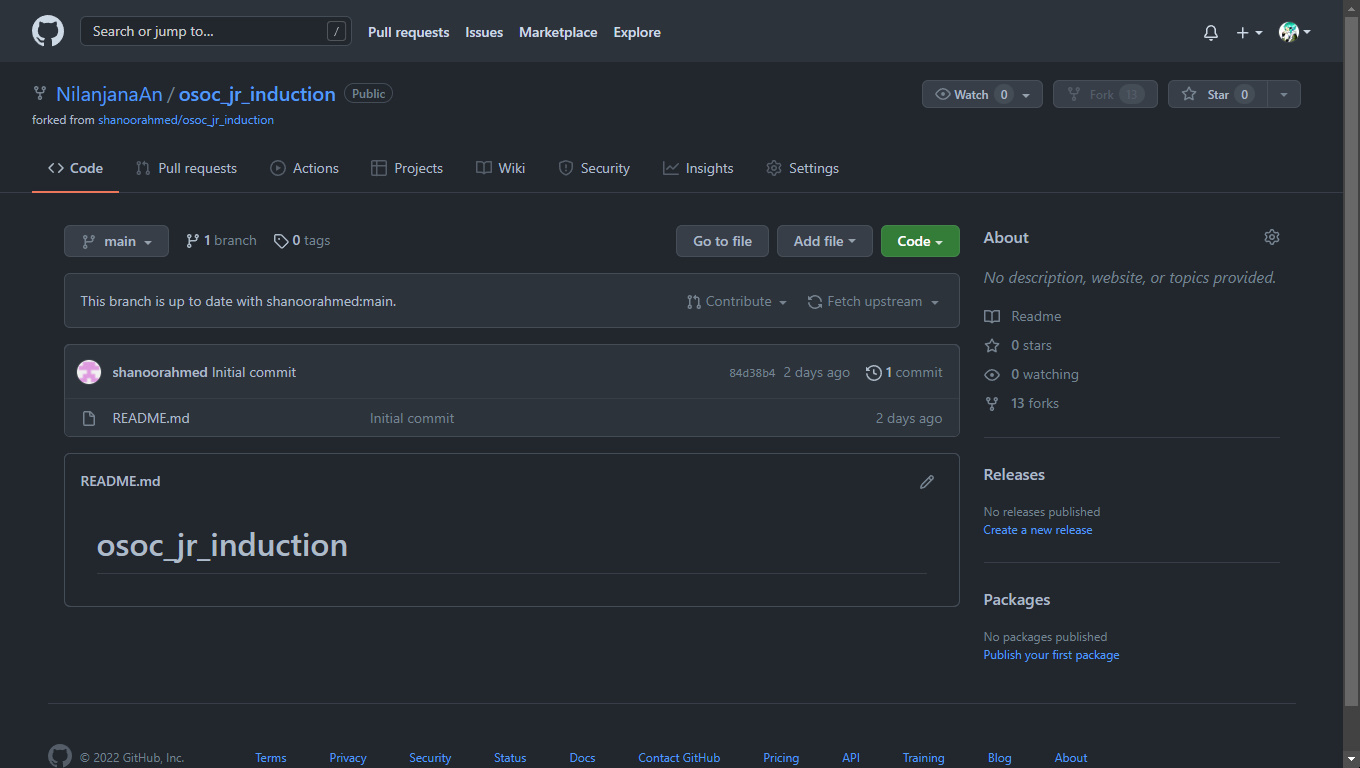 Search or jump to... / Pull requests Issues Marketplace Explore
NilanjanaAn / osoc_jr_induction Public Watch 0 Fork 13 Star 0
forked from shanoorahmed/osoc_jr_induction
Code Pull requests Actions Projects Wiki Security Insights Settings
main 1 branch 0 tags Go to file Add file Code
This branch is up to date with shanoorahmed:main. Contribute Fetch upstream
shanoorahmed Initial commit 84d38b4 2 days ago 1 commit
README.md Initial commit 2 days ago
README.md
osoc_jr_induction
About
No description, website, or topics provided.
Readme
0 stars
0 watching
13 forks
Releases
No releases published
Create a new release
Packages
No packages published
Publish your first package
© 2022 GitHub, Inc. Terms Privacy Security Status Docs Contact GitHub Pricing API Training Blog About